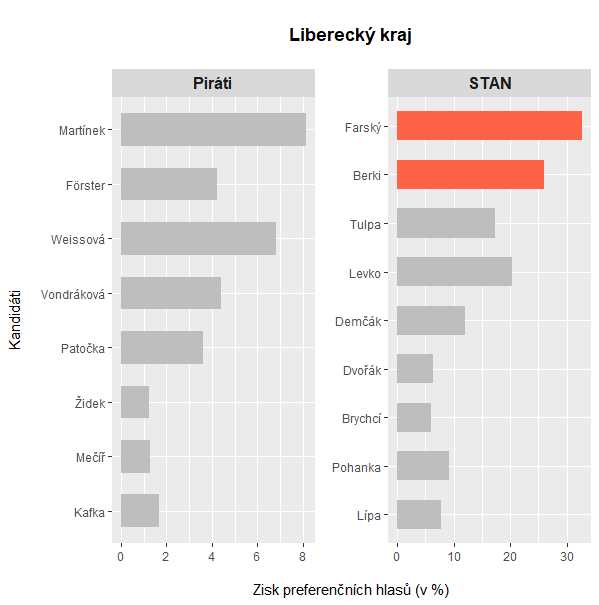 Liberecký kraj
Piráti
STAN
Kandidáti
Martínek
Förster
Weissová
Vondráková
Patočka
Židek
Mečíř
Kafka
0 2 4 6 8
Farský
Berki
Tulpa
Levko
Demčák
Dvořák
Brychcí
Pohanka
Lípa
0 10 20 30
Zisk preferenčních hlasů (v %)